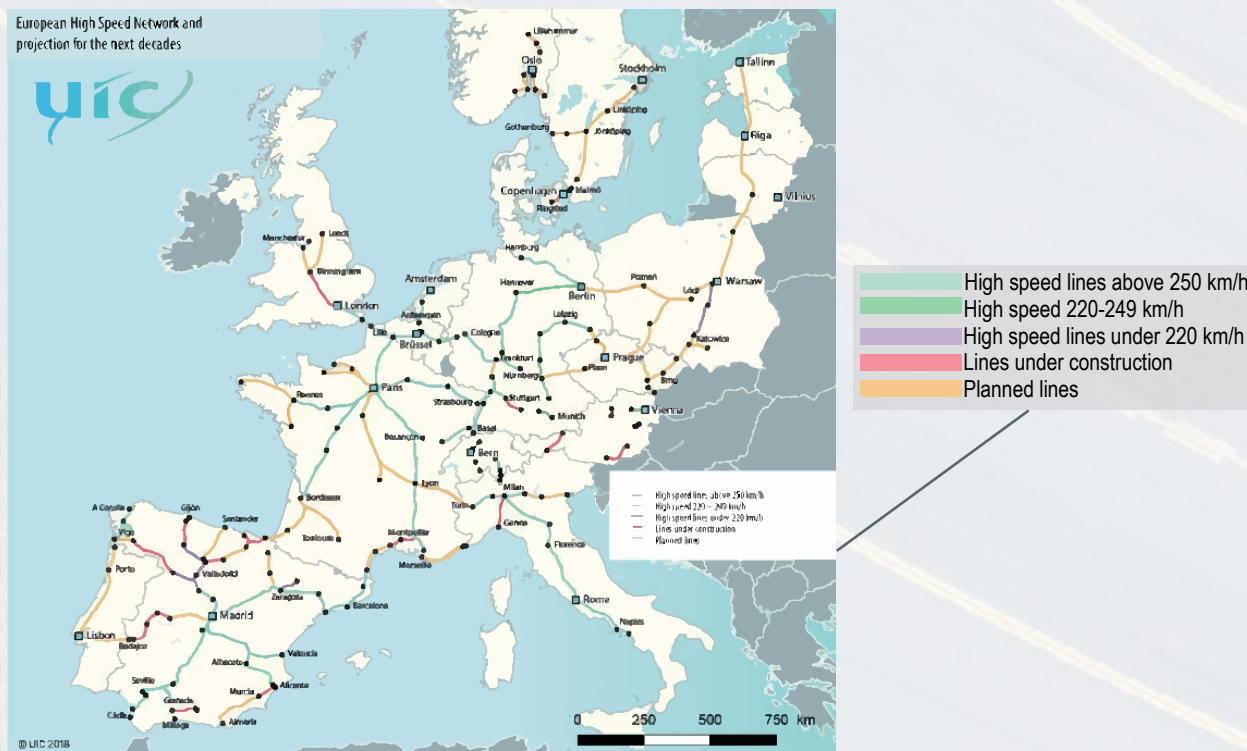 European High Speed Network and
projection for the next decades
uic
Lillehammer
Oslo
Stockholm
Tallinn
Linköping
Gothenburg
Jönköping
Riga
Copenhagen
Malmö
Ringsted
Vilnius
Manchester
Leeds
Hamburg
Birmingham
Amsterdam
Hannover
Poznań
Warsaw
London
Berlin
Łódź
Antwerpen
Leipzig
Lille
Brüssel
Cologne
Katowice
Frankfurt
Prague
Nürnberg
Plzen
Brno
Paris
Rennes
Strasbourg
Stuttgart
Munich
Vienna
Besançon
Basel
Bern
Lyon
Milan
Bordeaux
Turin
A Coruña
Gijón
Santander
Montpellier
Genoa
Vigo
Toulouse
Florence
Marseille
Porto
Valladolid
Zaragoza
Barcelona
Rome
Madrid
Lisbon
Naples
Badajoz
Albacete
Valencia
Seville
Murcia
Alicante
Granada
Cádiz
Málaga
Almeria
High speed lines above 250 km/h
High speed 220 – 249 km/h
High speed lines under 220 km/h
Lines under construction
Planned lines
0 250 500 750 km
© UIC 2018
High speed lines above 250 km/h
High speed 220-249 km/h
High speed lines under 220 km/h
Lines under construction
Planned lines